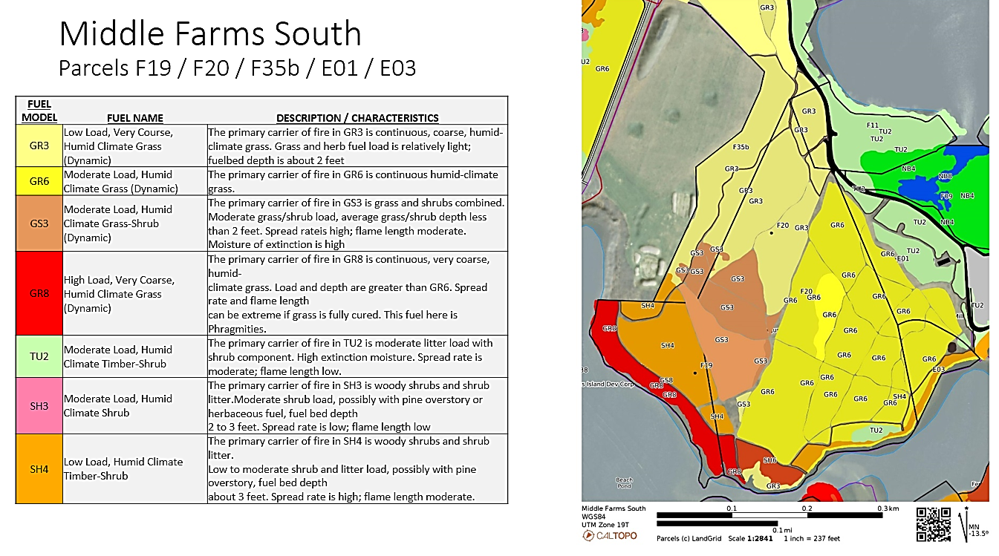 Middle Farms South
Parcels F19 / F20 / F35b / E01 / E03
FUEL
MODEL
FUEL NAME
DESCRIPTION / CHARACTERISTICS
GR3
Low Load, Very Course,
Humid Climate Grass
(Dynamic)
The primary carrier of fire in GR3 is continuous, coarse, humid-
climate grass. Grass and herb fuel load is relatively light;
fuelbed depth is about 2 feet
GR6
Moderate Load, Humid
Climate Grass (Dynamic)
The primary carrier of fire in GR6 is continuous humid-climate
grass.
GS3
Moderate Load, Humid
Climate Grass-Shrub
(Dynamic)
The primary carrier of fire in GS3 is grass and shrubs combined.
Moderate grass/shrub load, average grass/shrub depth less
than 2 feet. Spread rateis high; flame length moderate.
Moisture of extinction is high
GR8
High Load, Very Coarse,
Humid Climate Grass
(Dynamic)
The primary carrier of fire in GR8 is continuous, very coarse,
humid-
climate grass. Load and depth are greater than GR6. Spread
rate and flame length
can be extreme if grass is fully cured. This fuel here is
Phragmities.
TU2
Moderate Load, Humid
Climate Timber-Shrub
The primary carrier of fire in TU2 is moderate litter load with
shrub component. High extinction moisture. Spread rate is
moderate; flame length low.
SH3
Moderate Load, Humid
Climate Shrub
The primary carrier of fire in SH3 is woody shrubs and shrub
litter.Moderate shrub load, possibly with pine overstory or
herbaceous fuel, fuel bed depth
2 to 3 feet. Spread rate is low; flame length low
SH4
Low Load, Humid Climate
Timber-Shrub
The primary carrier of fire in SH4 is woody shrubs and shrub
litter.
Low to moderate shrub and litter load, possibly with pine
overstory, fuel bed depth
about 3 feet. Spread rate is high; flame length moderate.
GR3
U2
GR6
GR3
GR3
F11
TU2
TU2
TU2
F35b
GR3
NB4
NB8
GR3
GR3
TU2
F09
NB4
F20
GR3
GR6
TU2
NB4
GS3
GS3
GR6
E01
TU2
GS3
GS3
GS3
GR6
F20
GR6
GR6
GR6
TU2
SH4
GS3
GR6
GR6
GR8
GR6
SH4
GS3
GR6
GR6
GR6
GS3
GR6
E03
F19
38
s Island Dev Corp
GS8
GR8
GR8
GR6
GR6
GR6
GR6
GR6
SH4
GR6
GS3
SH4
TU2
SH6
GR8
GR3
Beach
Pond
Middle Farms South
WGS84
UTM Zone 19T
CALTOPO
0.1
0.2
0.3 km
0.1 mi
Parcels (c) LandGrid Scale 1:2841 1 inch = 237 feet
MN
-13.5°